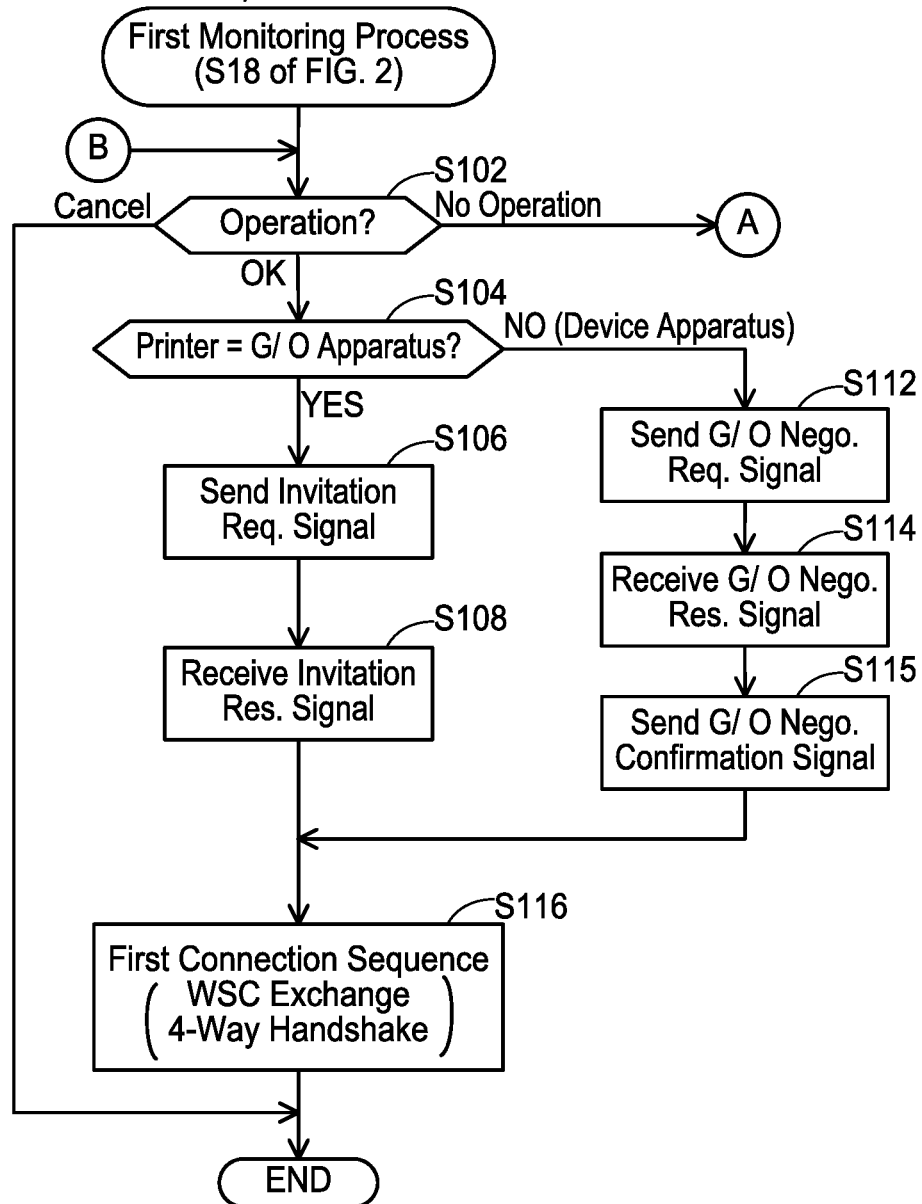 First Monitoring Process
(S18 of FIG. 2)
B
S102
Cancel
Operation?
No Operation
A
OK
S104
Printer = G/ O Apparatus?
NO (Device Apparatus)
YES
S112
Send G/ O Nego.
Req. Signal
S106
Send Invitation
Req. Signal
S114
Receive G/ O Nego.
Res. Signal
S108
Receive Invitation
Res. Signal
S115
Send G/ O Nego.
Confirmation Signal
S116
First Connection Sequence
( WSC Exchange
4-Way Handshake )
END